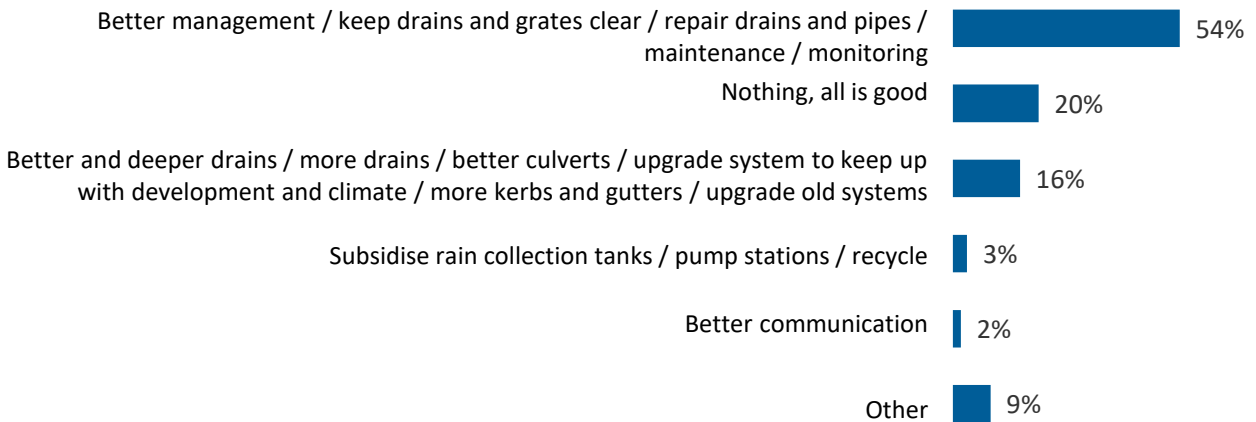 Better management / keep drains and grates clear / repair drains and pipes /
maintenance / monitoring
54%
Nothing, all is good
20%
Better and deeper drains / more drains / better culverts / upgrade system to keep up
with development and climate / more kerbs and gutters / upgrade old systems
16%
Subsidise rain collection tanks / pump stations / recycle
3%
Better communication
2%
Other
9%